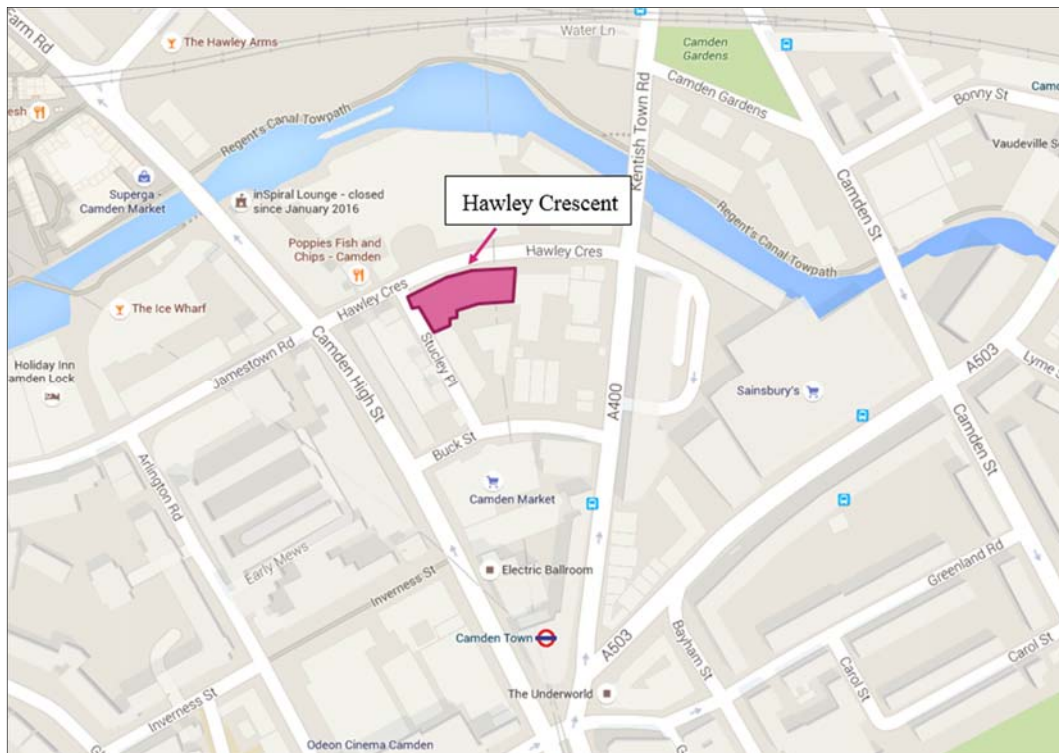 Farm Rd
The Hawley Arms
Water Ln
Camden
Gardens
Camden Gardens
Bonny St
Regent's Canal Towpath
Kentish Town Rd
Superga -
Camden Market
inSpiral Lounge - closed
since January 2016
Hawley Crescent
Camden St
Regent's Canal Towpath
Poppies Fish and
Chips - Camden
Hawley Cres
Hawley Cres
The Ice Wharf
Jamestown Rd
Holiday Inn
Camden Lock
Stucley Pl
Camden High St
A400
Sainsbury's
A503
Camden St
Buck St
Arlington Rd
Camden Market
Early Mews
Inverness St
Electric Ballroom
Greenland Rd
Camden Town
A503
Bayham St
Carol St
Carol St
Inverness St
The Underworld
Odeon Cinema Camden